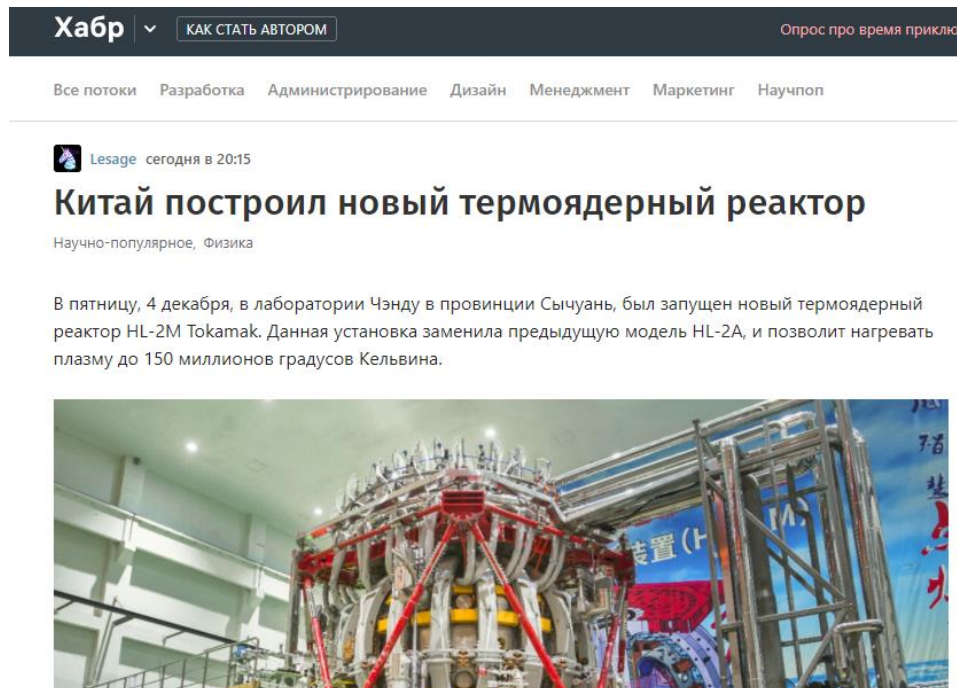 Хабр
КАК СТАТЬ АВТОРОМ
Опрос про время
Все потоки Разработка Администрирование Дизайн Менеджмент Маркетинг Научпоп
Lesage сегодня в 20:15
Китай построил новый термоядерный реактор
Научно-популярное, Физика
В пятницу, 4 декабря, в лаборатории Чэнду в провинции Сычуань, был запущен новый термоядерный
реактор HL-2M Tokamak. Данная установка заменила предыдущую модель HL-2A, и позволит нагревать
плазму до 150 миллионов градусов Кельвина.
置